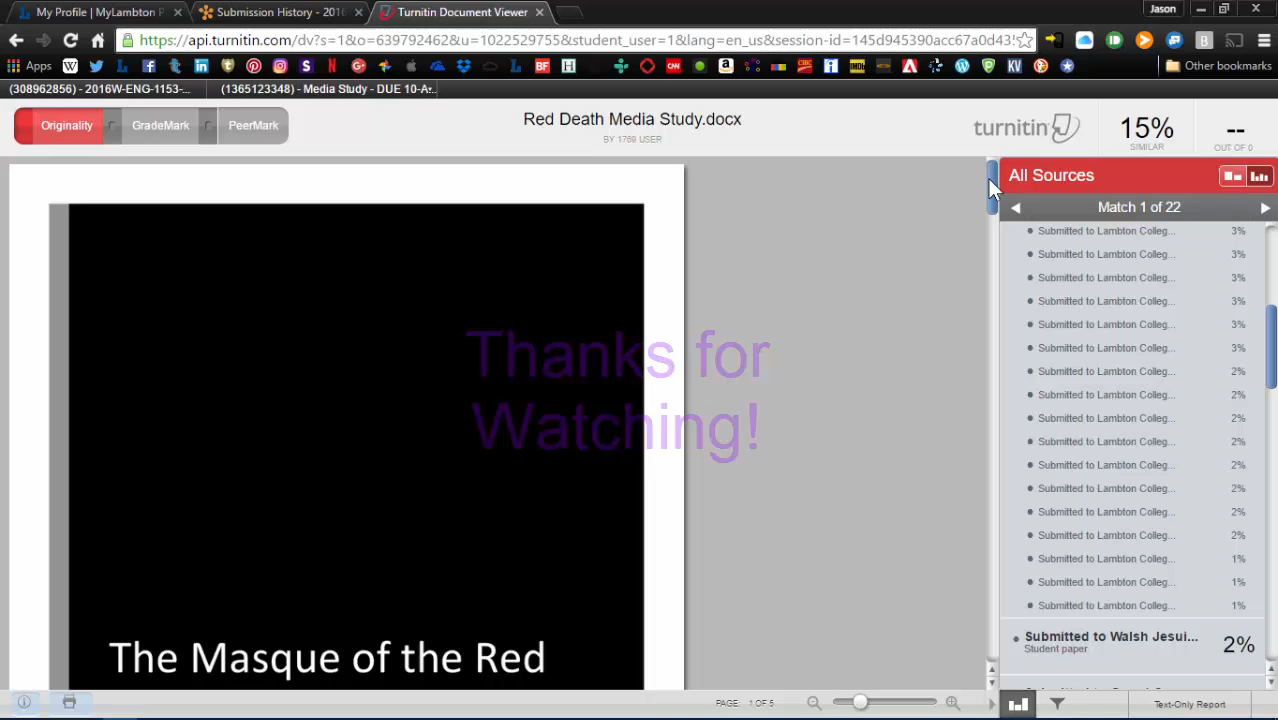 My Profile | MyLambton P
Submission History - 201
Turnitin Document Viewer
Jason
https://api.turnitin.com/dv?s=1&o=639792462&u=1022529755&student_user=1&lang=en_us&session-id=145d945390acc67a0d43
Apps
Other bookmarks
(308962856) - 2016W-ENG-1153-...
(1365123348) - Media Study - DUE 10-A...
Originality
GradeMark
PeerMark
Red Death Media Study.docx
BY 1769 USER
turnitin
15%
SIMILAR
--
OUT OF 0
All Sources
Match 1 of 22
Submitted to Lambton Colleg... 3%
Submitted to Lambton Colleg... 3%
Submitted to Lambton Colleg... 3%
Submitted to Lambton Colleg... 3%
Submitted to Lambton Colleg... 3%
Submitted to Lambton Colleg... 3%
Submitted to Lambton Colleg... 2%
Submitted to Lambton Colleg... 2%
Submitted to Lambton Colleg... 2%
Submitted to Lambton Colleg... 2%
Submitted to Lambton Colleg... 2%
Submitted to Lambton Colleg... 2%
Submitted to Lambton Colleg... 2%
Submitted to Lambton Colleg... 2%
Submitted to Lambton Colleg... 1%
Submitted to Lambton Colleg... 1%
Submitted to Lambton Colleg... 1%
Submitted to Walsh Jesui... 2%
Student paper
Thanks for
Watching!
The Masque of the Red
PAGE: 1 OF 5
Text-Only Report